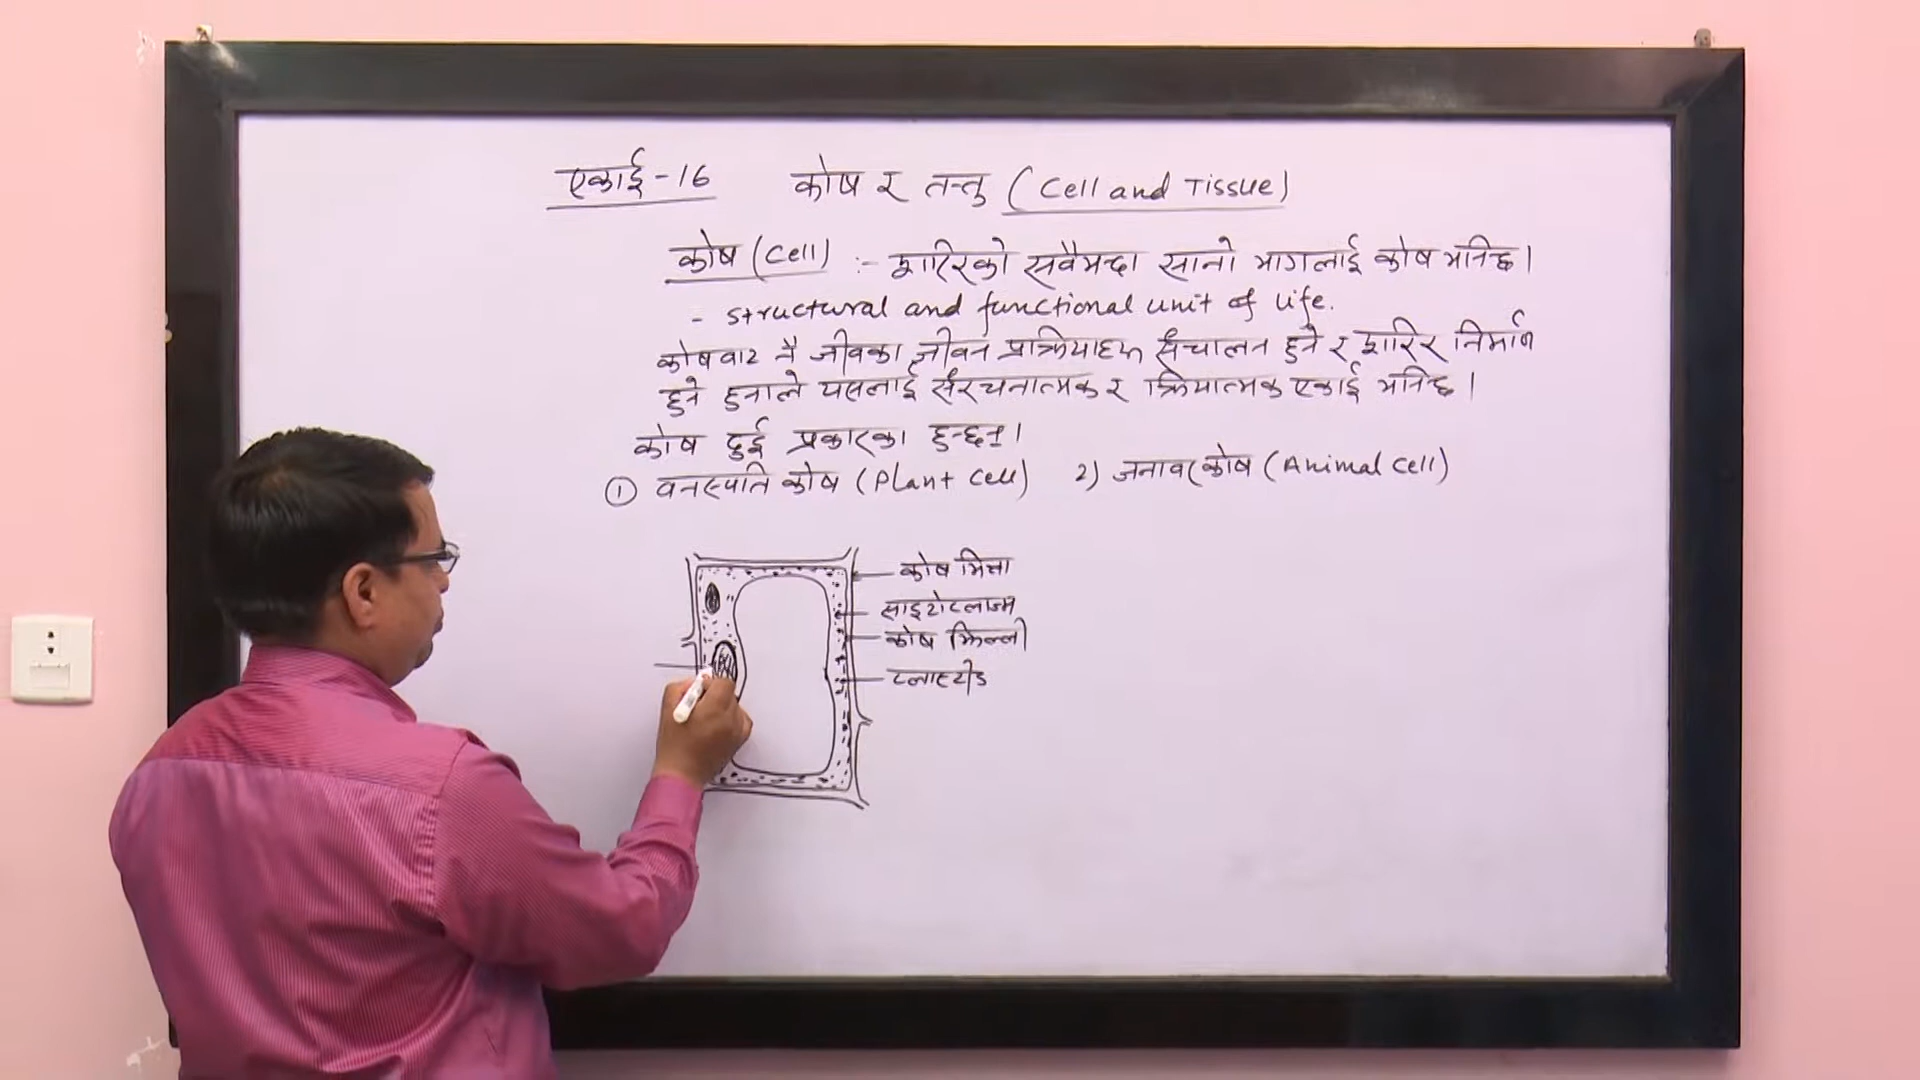 एकाई - 16 कोष र तन्तु (Cell and Tissue)
कोष (Cell) :- शरिरको सबैभन्दा सानो भागलाई कोष भनिन्छ।
- Structural and functional unit of life.
कोषबाट नै जीवका जीवन प्रक्रियाहरू संचालन हुने र शरिर निर्माण
हुने हुनाले यसलाई संरचनात्मक र क्रियात्मक एकाई भनिन्छ।
कोष दुई प्रकारका हुन्छन्।
① वनस्पति कोष (Plant Cell) 2) जनावर कोष (Animal Cell)
कोष भित्ता
साइटोप्लाज्म
कोष झिल्ली
प्लास्टीड